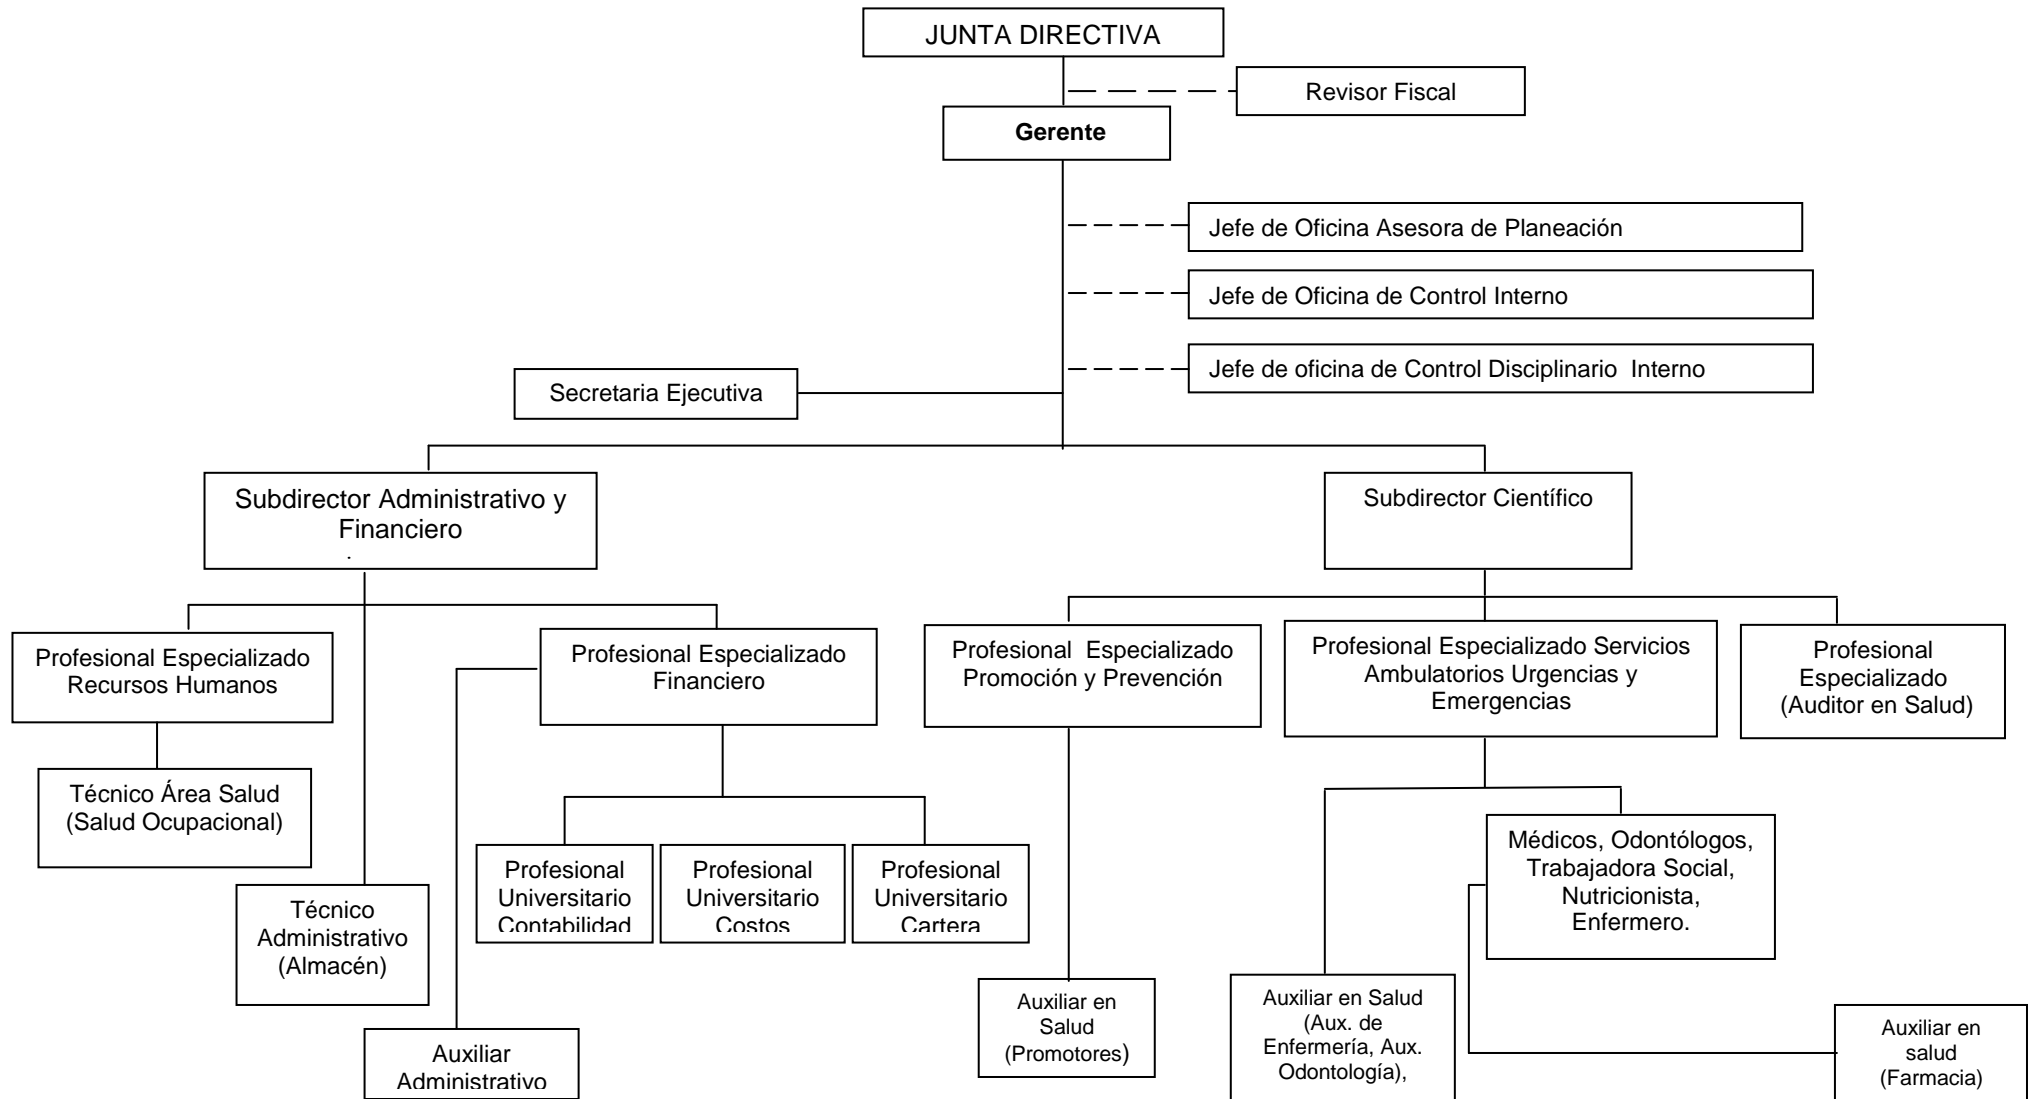 JUNTA DIRECTIVA
Revisor Fiscal
Gerente
Jefe de Oficina Asesora de Planeación
Jefe de Oficina de Control Interno
Jefe de oficina de Control Disciplinario  Interno
Secretaria Ejecutiva
Subdirector Administrativo y
Financiero
.
Subdirector Científico
Profesional Especializado
Recursos Humanos
Profesional Especializado
Financiero
Profesional  Especializado
Promoción y Prevención
Profesional Especializado Servicios
Ambulatorios Urgencias y
Emergencias
Profesional
Especializado
(Auditor en Salud)
Técnico Área Salud
(Salud Ocupacional)
Técnico
Administrativo
(Almacén)
Profesional
Universitario
Contabilidad
Profesional
Universitario
Costos
Profesional
Universitario
Cartera
Médicos, Odontólogos,
Trabajadora Social,
Nutricionista,
Enfermero.
Auxiliar
Administrativo
Auxiliar en
Salud
(Promotores)
Auxiliar en Salud
(Aux. de
Enfermería, Aux.
Odontología),
Auxiliar en
salud
(Farmacia)